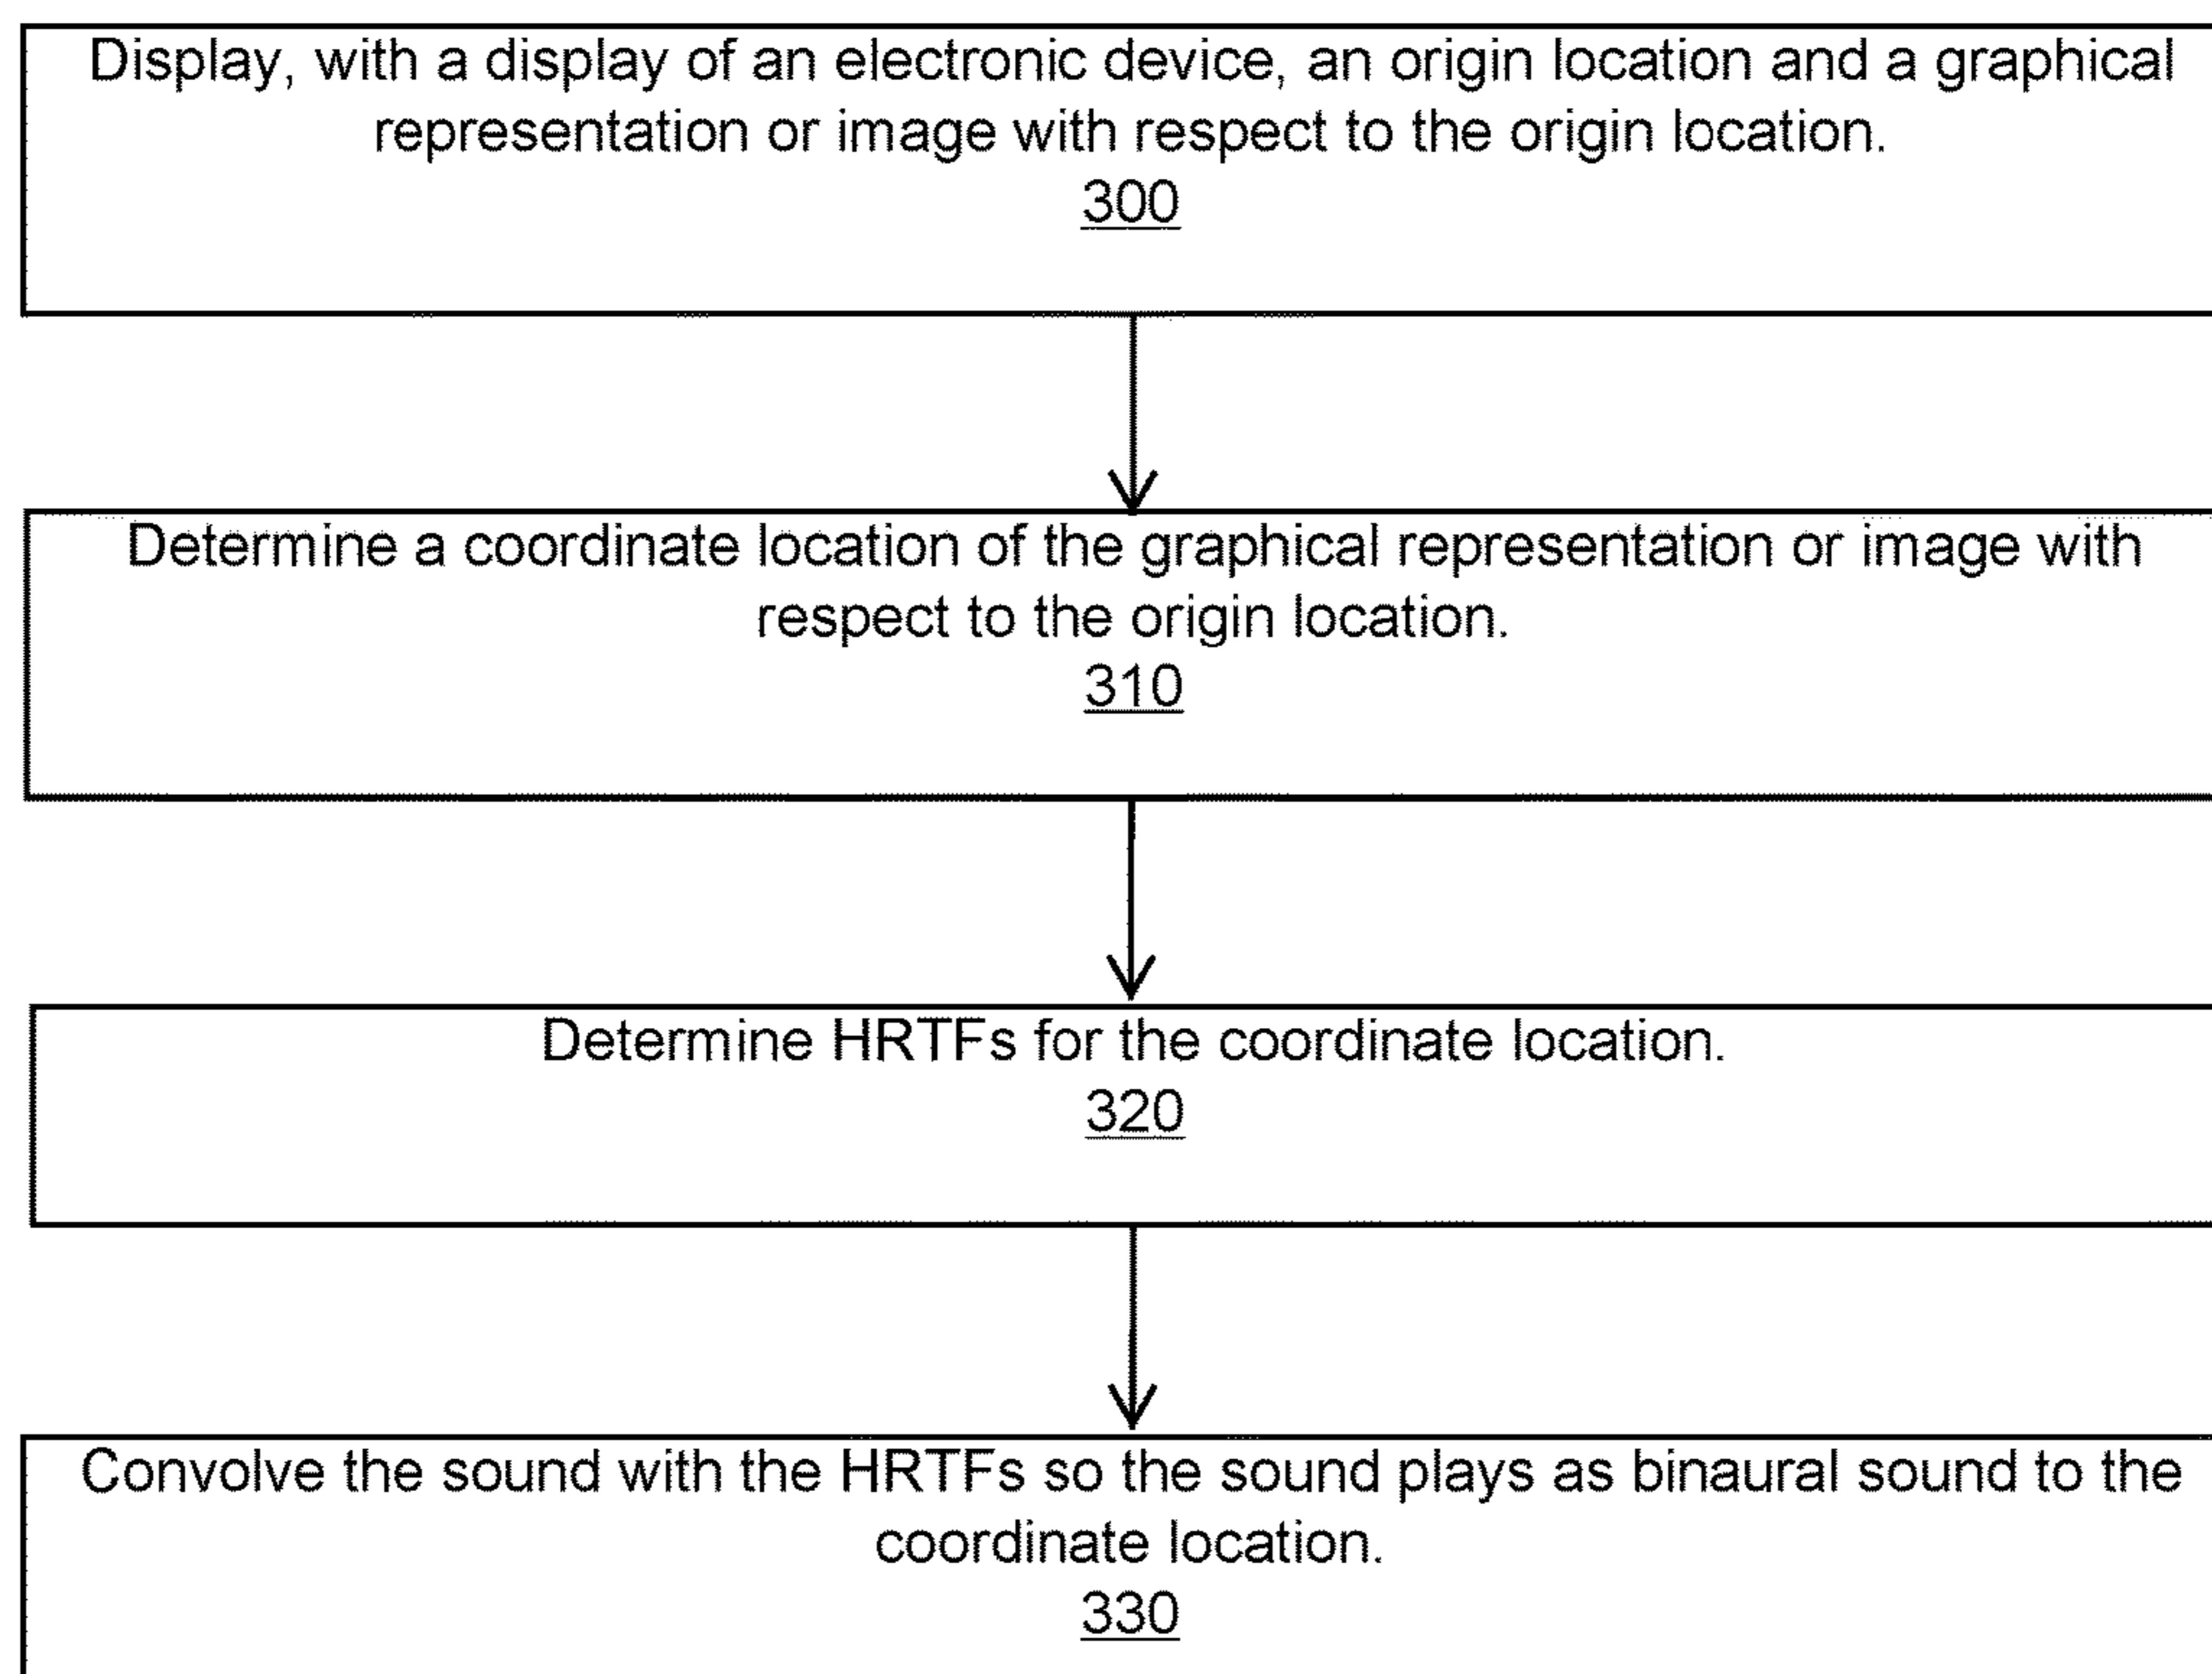 Display, with a display of an electronic device, an origin location and a graphical
representation or image with respect to the origin location.
300
Determine a coordinate location of the graphical representation or image with
respect to the origin location.
310
Determine HRTFs for the coordinate location.
320
Convolve the sound with the HRTFs so the sound plays as binaural sound to the
coordinate location.
330